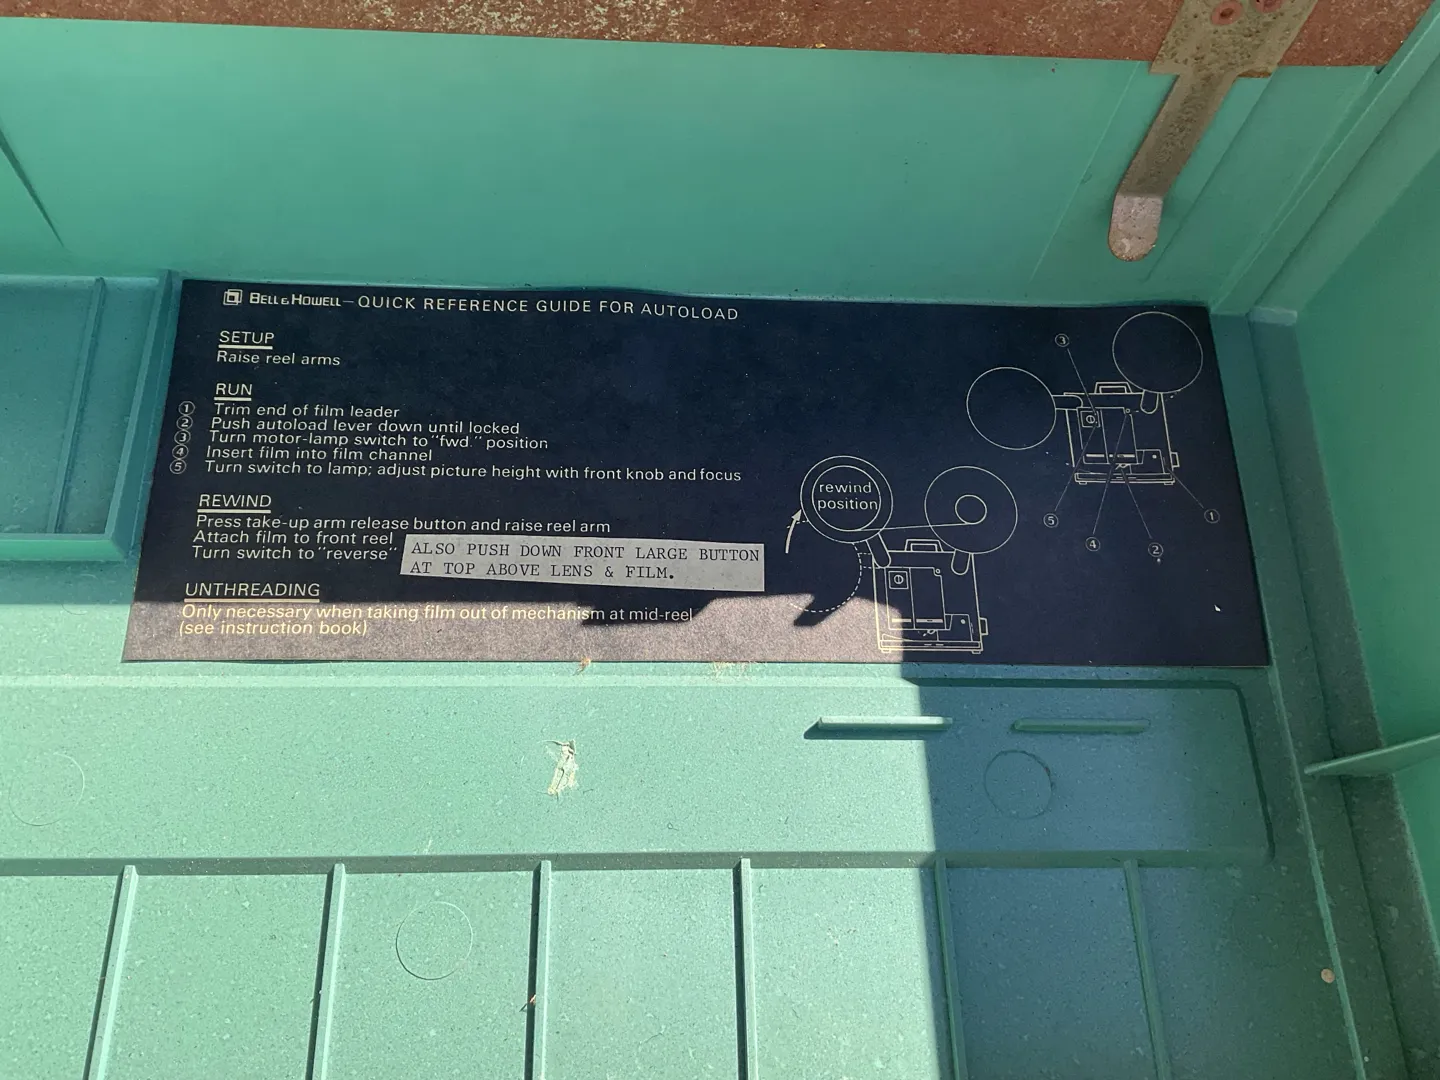 BELL & HOWELL — QUICK REFERENCE GUIDE FOR AUTOLOAD
SETUP
Raise reel arms
RUN
① Trim end of film leader
② Push autoload lever down until locked
③ Turn motor-lamp switch to "fwd." position
④ Insert film into film channel
⑤ Turn switch to lamp; adjust picture height with front knob and focus
REWIND
Press take-up arm release button and raise reel arm
Attach film to front reel
Turn switch to "reverse"
ALSO PUSH DOWN FRONT LARGE BUTTON
AT TOP ABOVE LENS & FILM.
UNTHREADING
Only necessary when taking film out of mechanism at mid-reel
(see instruction book)
rewind
position
③
⑤
④
②
①